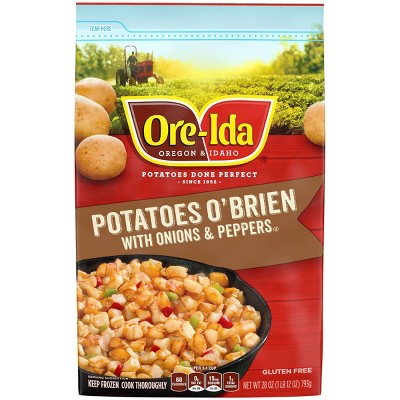 TEAR HERE
Ore-Ida
OREGON & IDAHO
POTATOES DONE PERFECT
• SINCE 1952 •
POTATOES O'BRIEN
WITH ONIONS & PEPPERS
GLUTEN FREE
KEEP FROZEN COOK THOROUGHLY
NET WT 28 OZ (1 LB 12 OZ) 793g